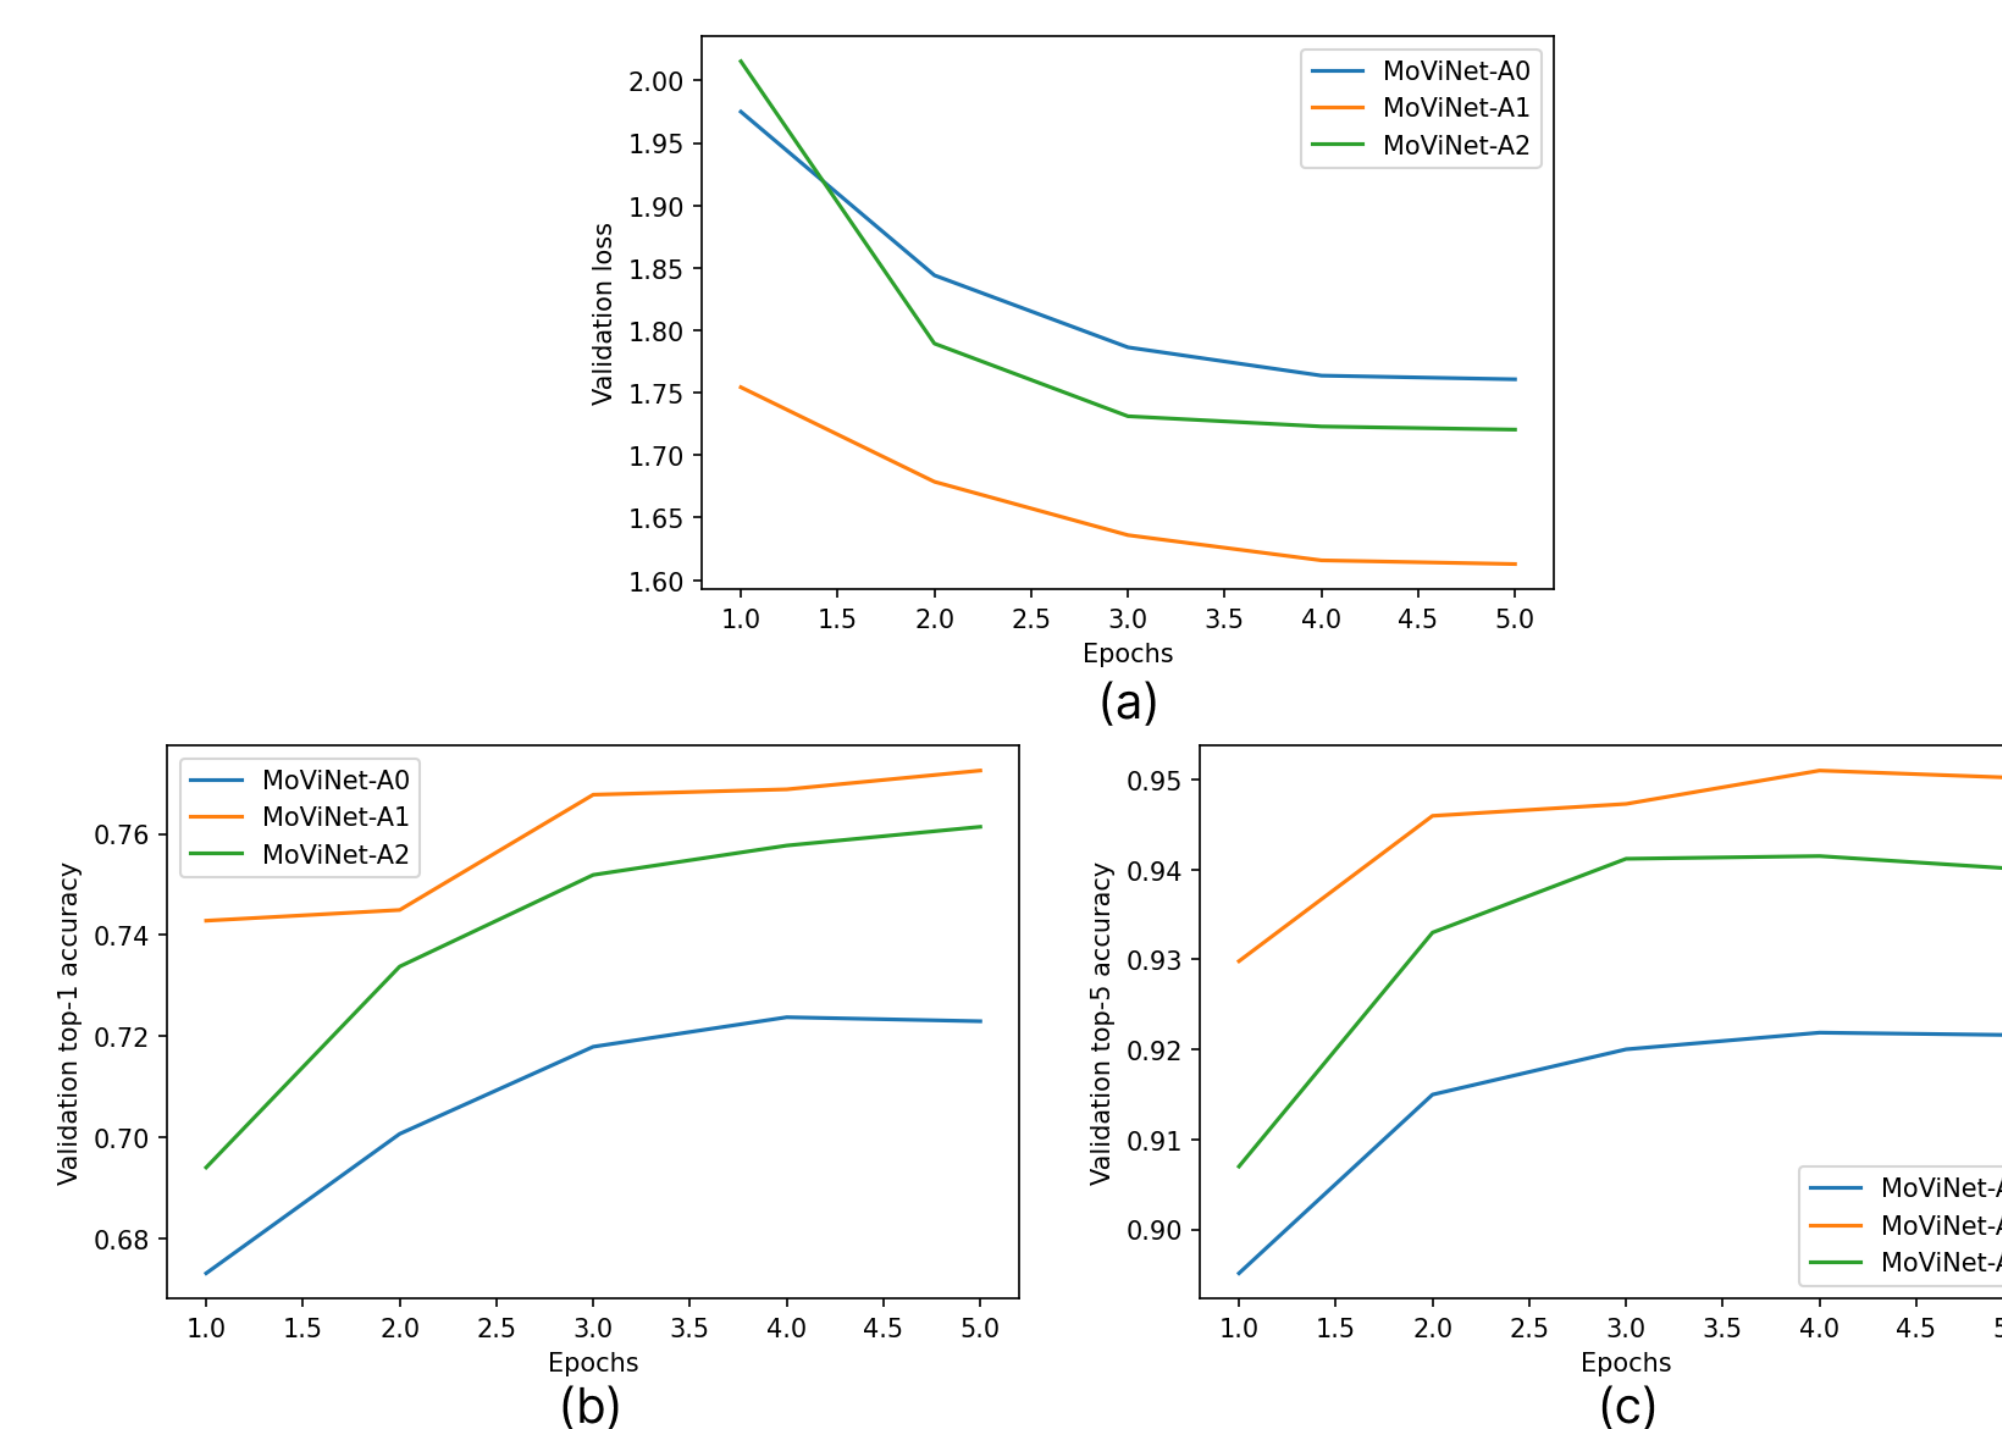 2.00
1.95
1.90
1.85
1.80
1.75
1.70
1.65
1.60
Validation loss
MoViNet-A0
MoViNet-A1
MoViNet-A2
1.0 1.5 2.0 2.5 3.0 3.5 4.0 4.5 5.0
Epochs
(a)
0.76
0.74
0.72
0.70
0.68
Validation top-1 accuracy
MoViNet-A0
MoViNet-A1
MoViNet-A2
1.0 1.5 2.0 2.5 3.0 3.5 4.0 4.5 5.0
Epochs
(b)
0.95
0.94
0.93
0.92
0.91
0.90
Validation top-5 accuracy
MoViNet-
MoViNet-
MoViNet-
1.0 1.5 2.0 2.5 3.0 3.5 4.0 4.5
Epochs
(c)